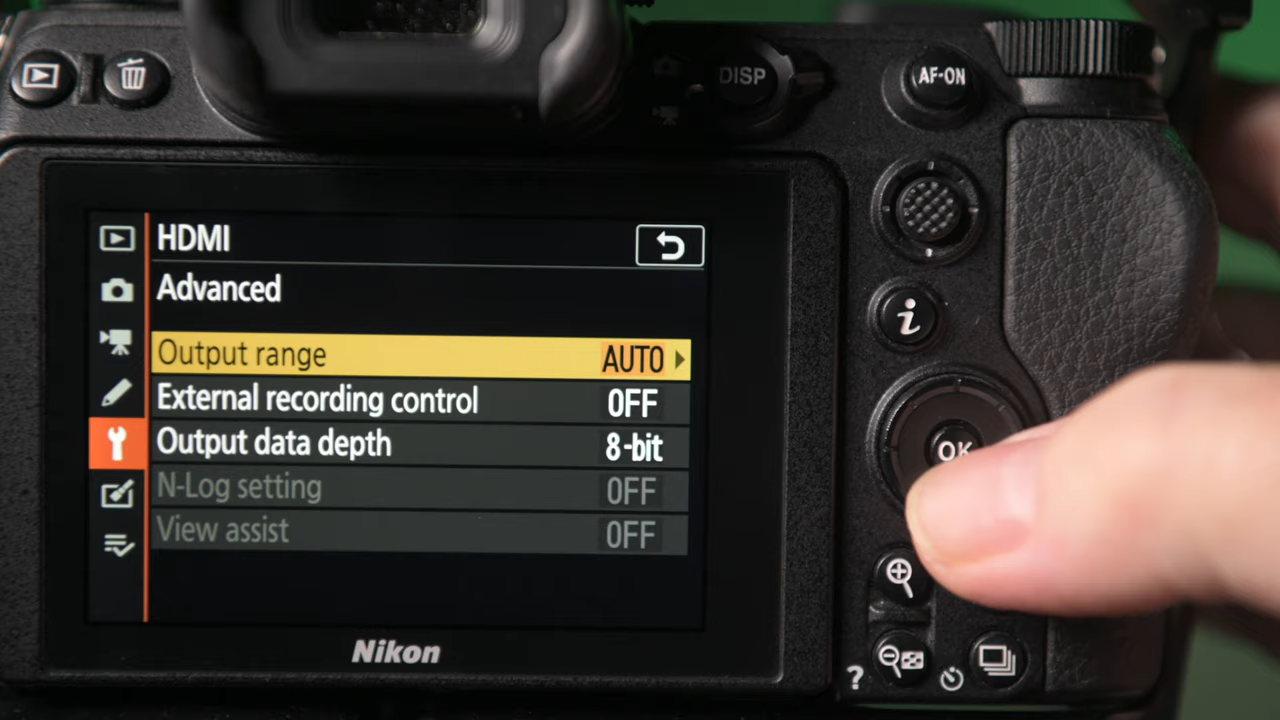 DISP
AF-ON
HDMI
Advanced
Output range AUTO
External recording control OFF
Output data depth 8-bit
N-Log setting OFF
View assist OFF
i
OK
?
Nikon